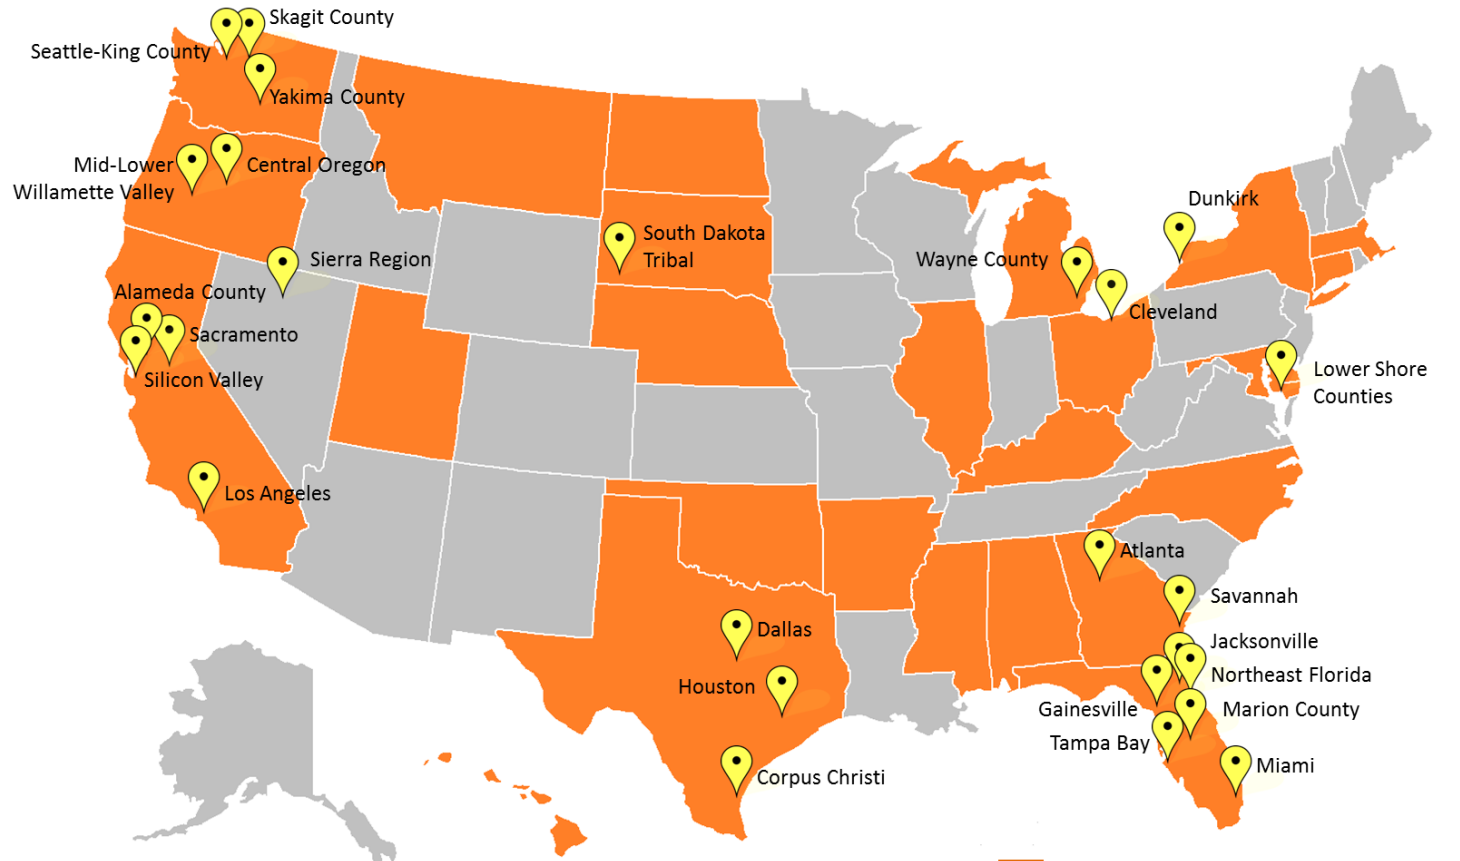 Skagit County
Seattle-King County
Yakima County
Mid-Lower
Willamette Valley
Central Oregon
Dunkirk
South Dakota
Tribal
Sierra Region
Wayne County
Alameda County
Cleveland
Sacramento
Silicon Valley
Lower Shore
Counties
Los Angeles
Atlanta
Savannah
Dallas
Jacksonville
Houston
Northeast Florida
Gainesville
Marion County
Tampa Bay
Miami
Corpus Christi